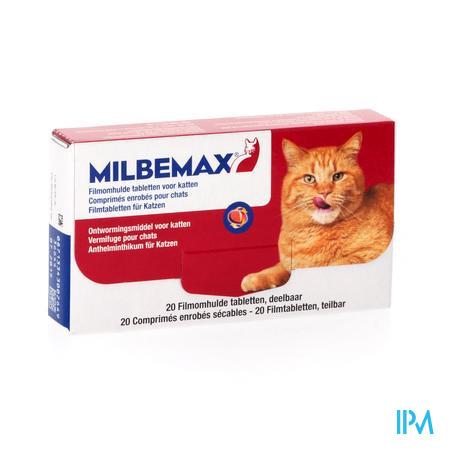 MILBEMAX®
Filmomhulde tabletten voor katten
Comprimés enrobés pour chats
Filmtabletten für Katzen
Ontwormingsmiddel voor katten
Vermifuge pour chats
Anthelminthikum für Katzen
20 Filmomhulde tabletten, deelbaar
20 Comprimés enrobés sécables - 20 Filmtabletten, teilbar
IPM